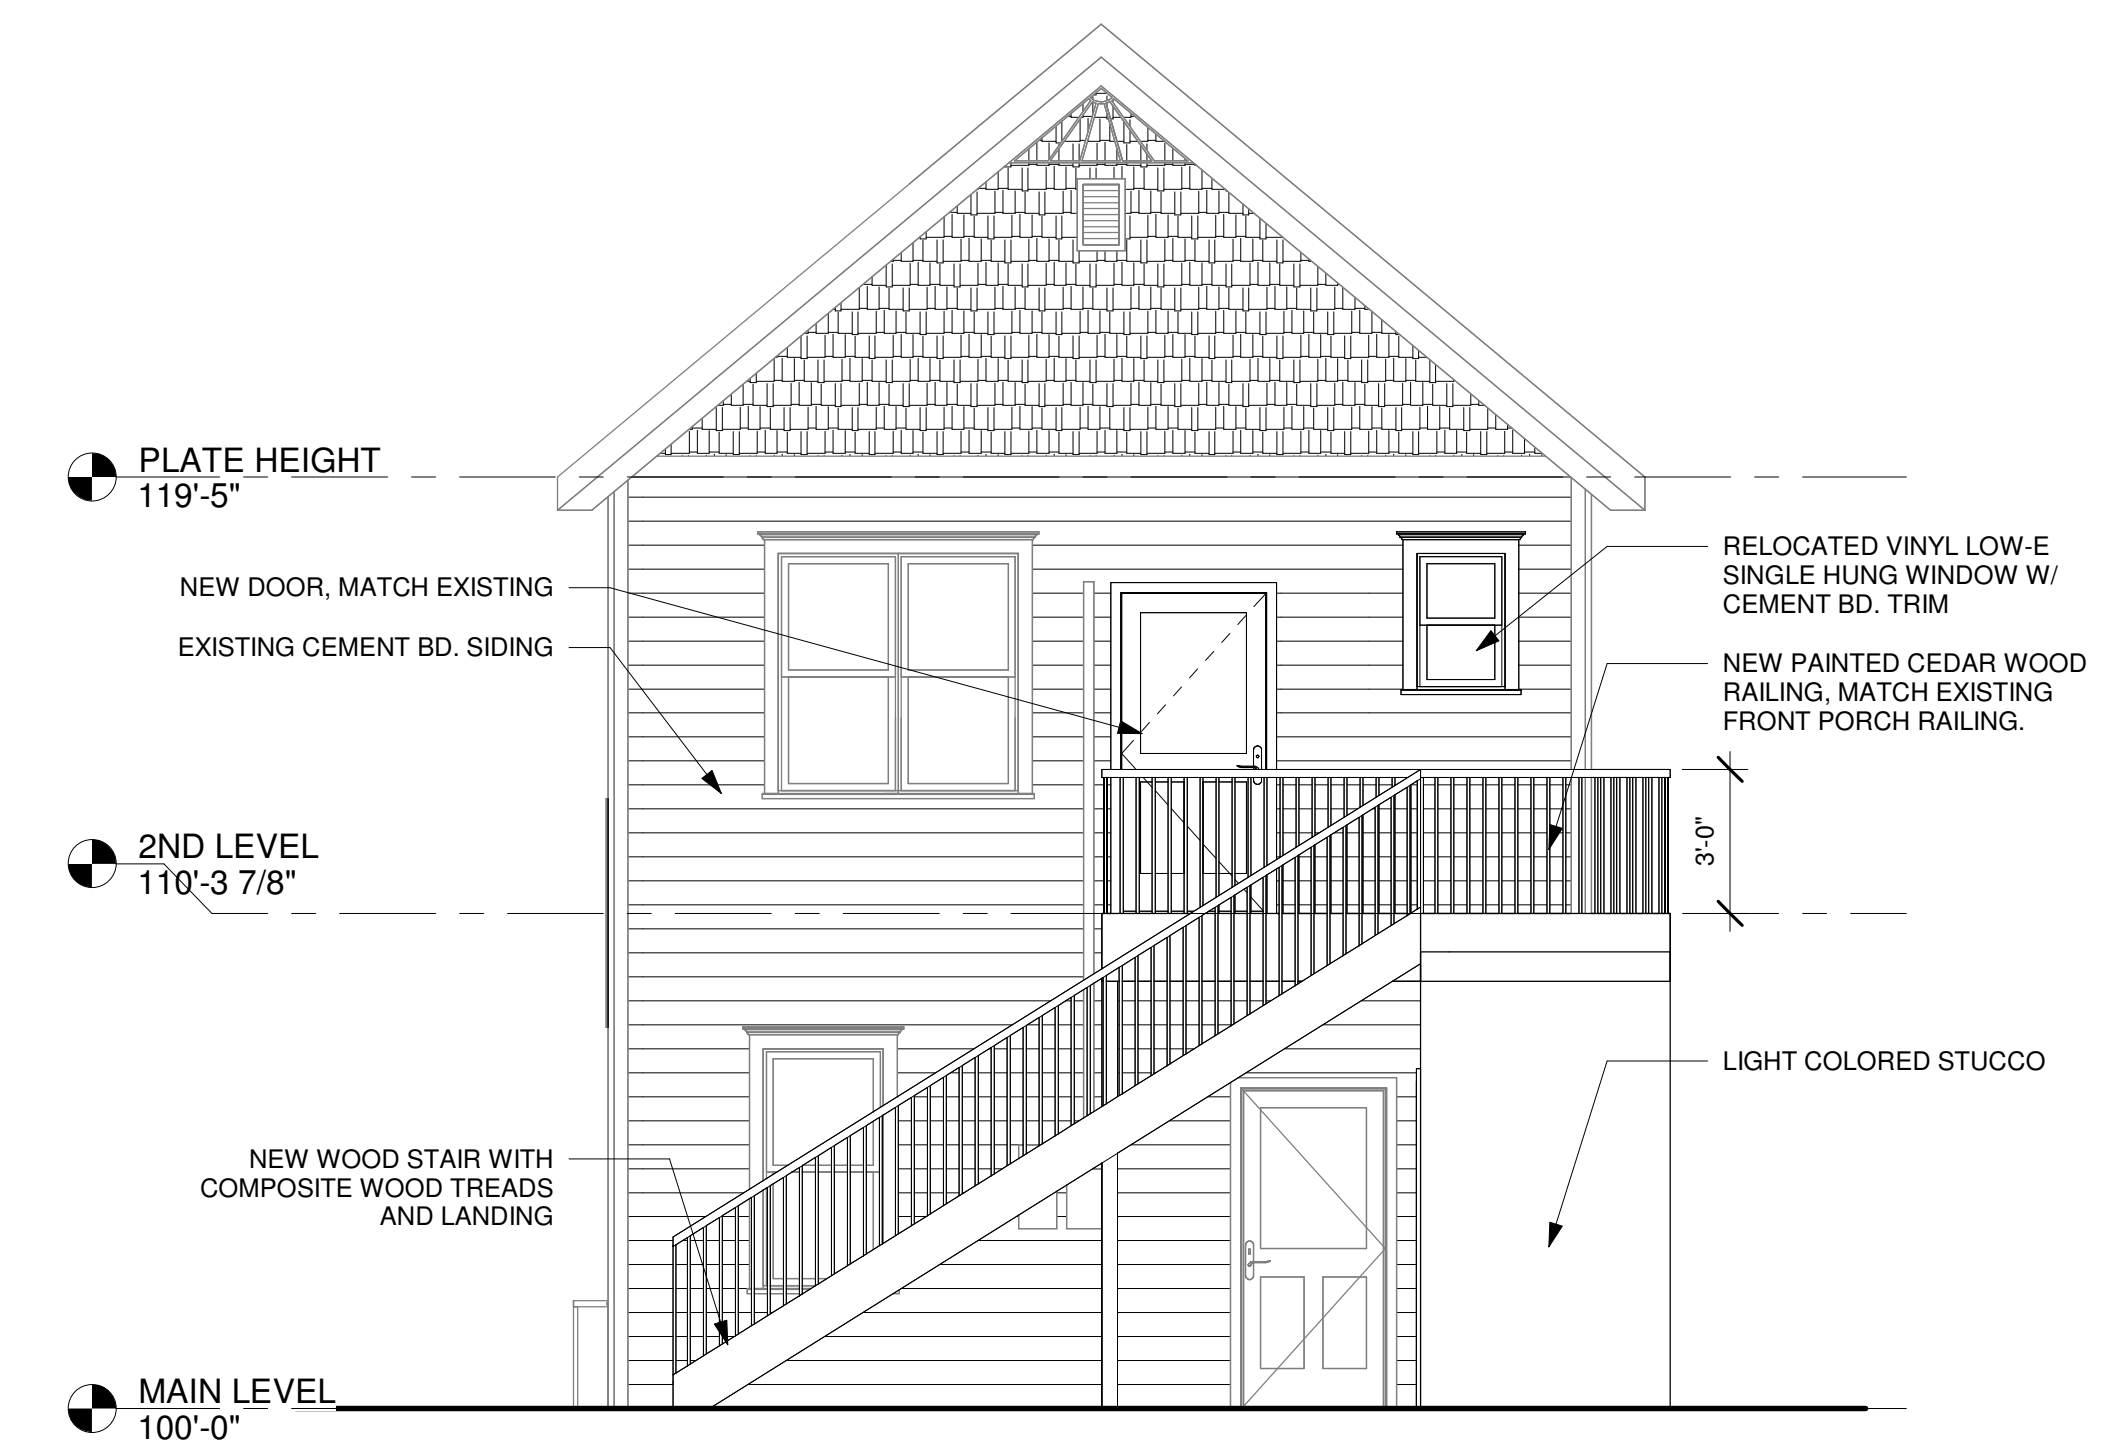 PLATE HEIGHT
119'-5"
NEW DOOR, MATCH EXISTING
EXISTING CEMENT BD. SIDING
RELOCATED VINYL LOW-E
SINGLE HUNG WINDOW W/
CEMENT BD. TRIM
NEW PAINTED CEDAR WOOD
RAILING, MATCH EXISTING
FRONT PORCH RAILING.
3'-0"
2ND LEVEL
110'-3 7/8"
LIGHT COLORED STUCCO
NEW WOOD STAIR WITH
COMPOSITE WOOD TREADS
AND LANDING
MAIN LEVEL
100'-0"